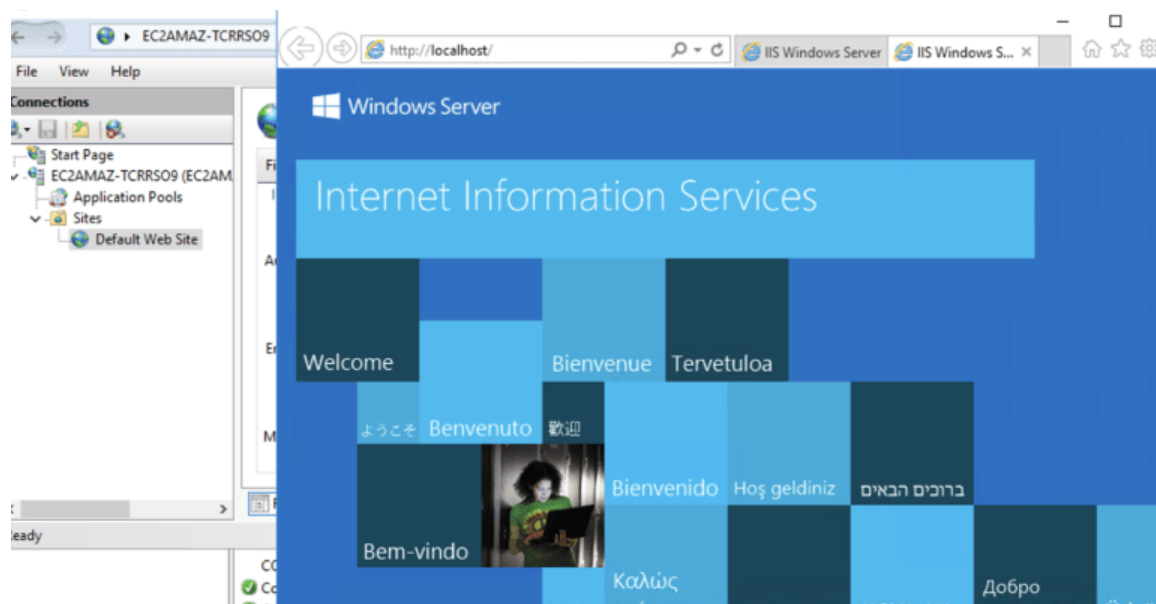 EC2AMAZ-TCRRSO9
http://localhost/
IIS Windows Server
IIS Windows S...
File View Help
Connections
Start Page
EC2AMAZ-TCRRSO9 (EC2AM
Application Pools
Sites
Default Web Site
Windows Server
Internet Information Services
Welcome
Bienvenue
Tervetuloa
ようこそ
Benvenuto
歡迎
Bienvenido
Hoş geldiniz
ברוכים הבאים
Bem-vindo
Καλώς
Добро